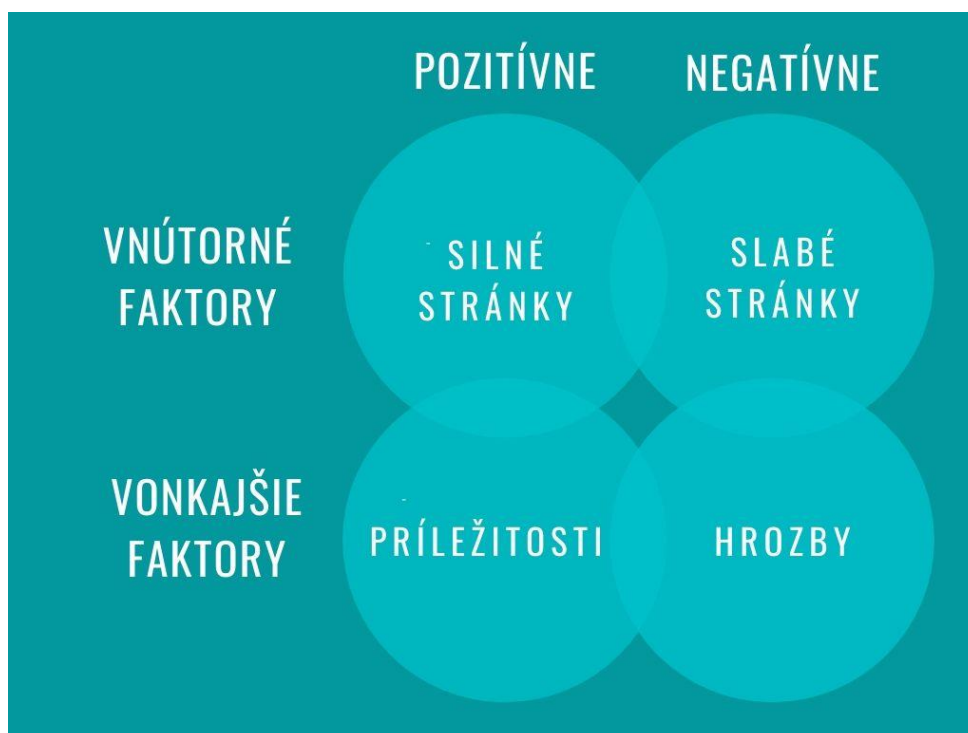 POZITÍVNE NEGATÍVNE
VNÚTORNÉ
FAKTORY
SILNÉ
STRÁNKY
SLABÉ
STRÁNKY
VONKAJŠIE
FAKTORY
PRÍLEŽITOSTI
HROZBY